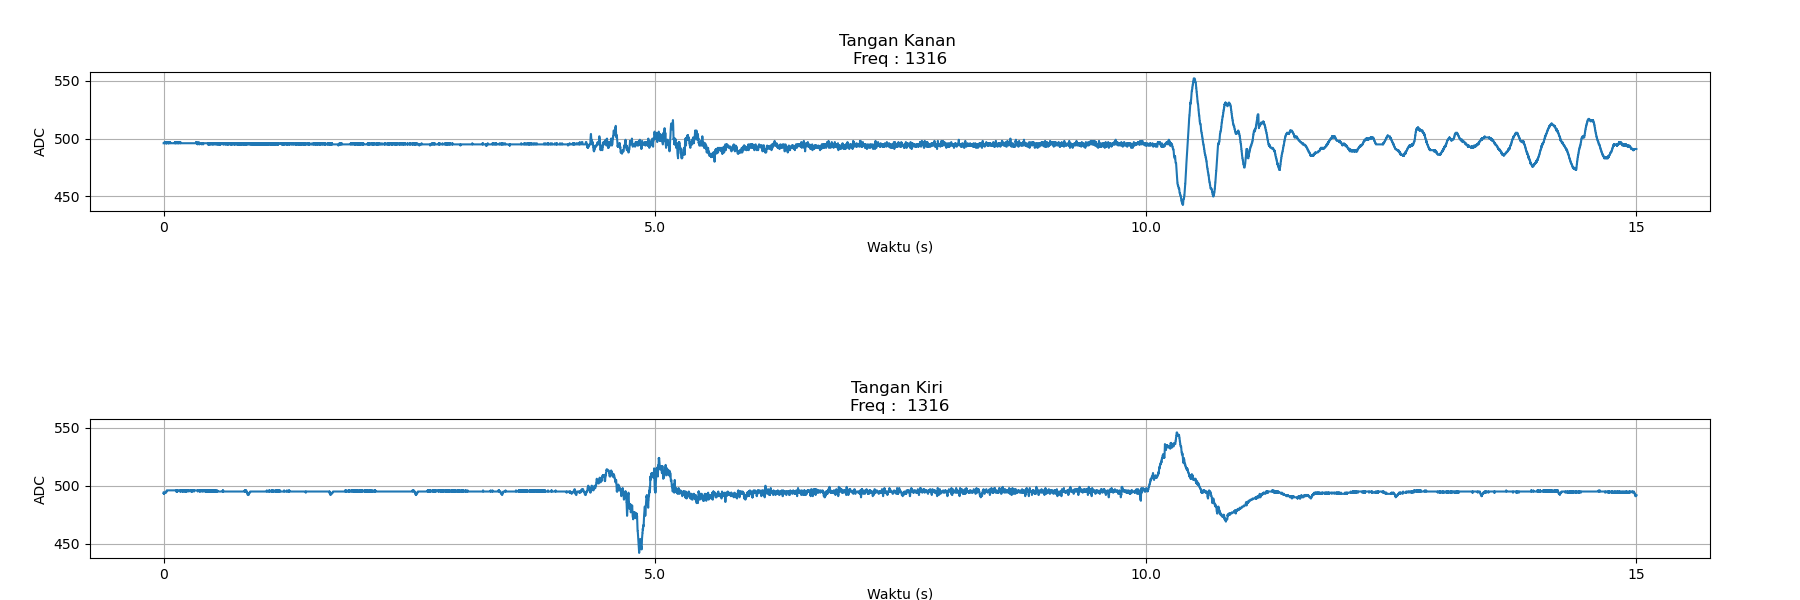 Tangan Kanan
Freq : 1316
550
500
450
ADC
0 5.0 10.0 15
Waktu (s)
Tangan Kiri
Freq :  1316
550
500
450
ADC
0 5.0 10.0 15
Waktu (s)